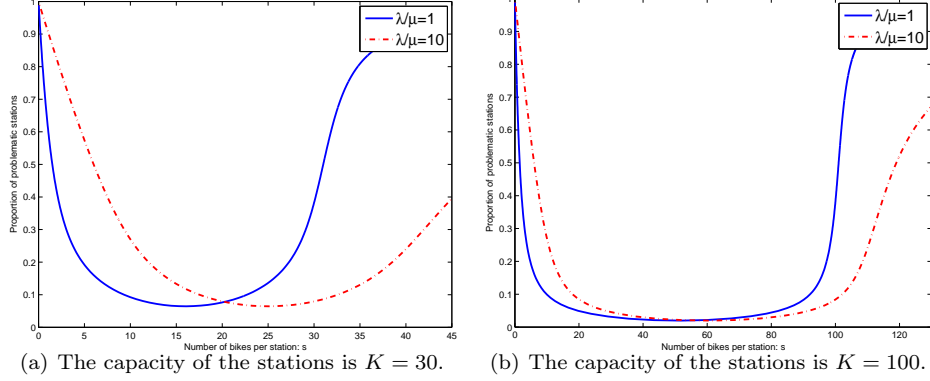 1
0.9
0.8
0.7
0.6
0.5
0.4
0.3
0.2
0.1
0
Proportion of problematic stations
0 5 10 15 20 25 30 35 40 45
Number of bikes per station: s
λ/μ=1
λ/μ=10
(a) The capacity of the stations is K = 30.
1
0.9
0.8
0.7
0.6
0.5
0.4
0.3
0.2
0.1
0
Proportion of problematic stations
0 20 40 60 80 100 120
Number of bikes per station: s
λ/μ=1
λ/μ=10
(b) The capacity of the stations is K = 100.